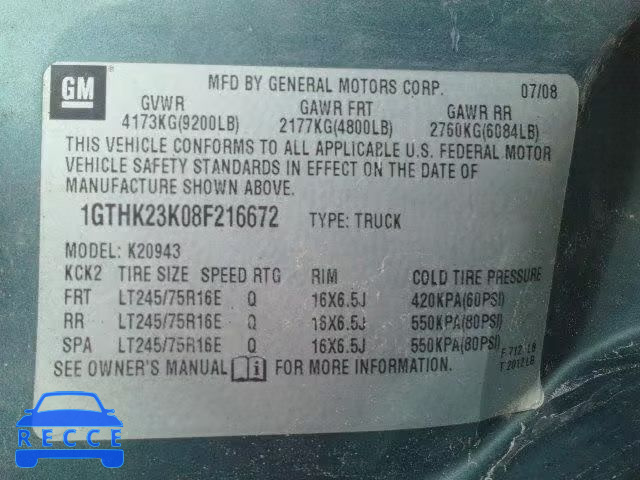 GM ® MFD BY GENERAL MOTORS CORP. 07/08
GVWR GAWR FRT GAWR RR
4173KG(9200LB) 2177KG(4800LB) 2760KG(6084LB)
THIS VEHICLE CONFORMS TO ALL APPLICABLE U.S. FEDERAL MOTOR
VEHICLE SAFETY STANDARDS IN EFFECT ON THE DATE OF
MANUFACTURE SHOWN ABOVE.
1GTHK23K08F216672 TYPE: TRUCK
MODEL: K20943
KCK2 TIRE SIZE SPEED RTG RIM COLD TIRE PRESSURE
FRT LT245/75R16E Q 16X6.5J 420KPA(60PSI)
RR LT245/75R16E Q 16X6.5J 550KPA(80PSI)
SPA LT245/75R16E Q 16X6.5J 550KPA(80PSI)
F 712 LB
T 2012LB
SEE OWNER'S MANUAL i FOR MORE INFORMATION.
RECCE